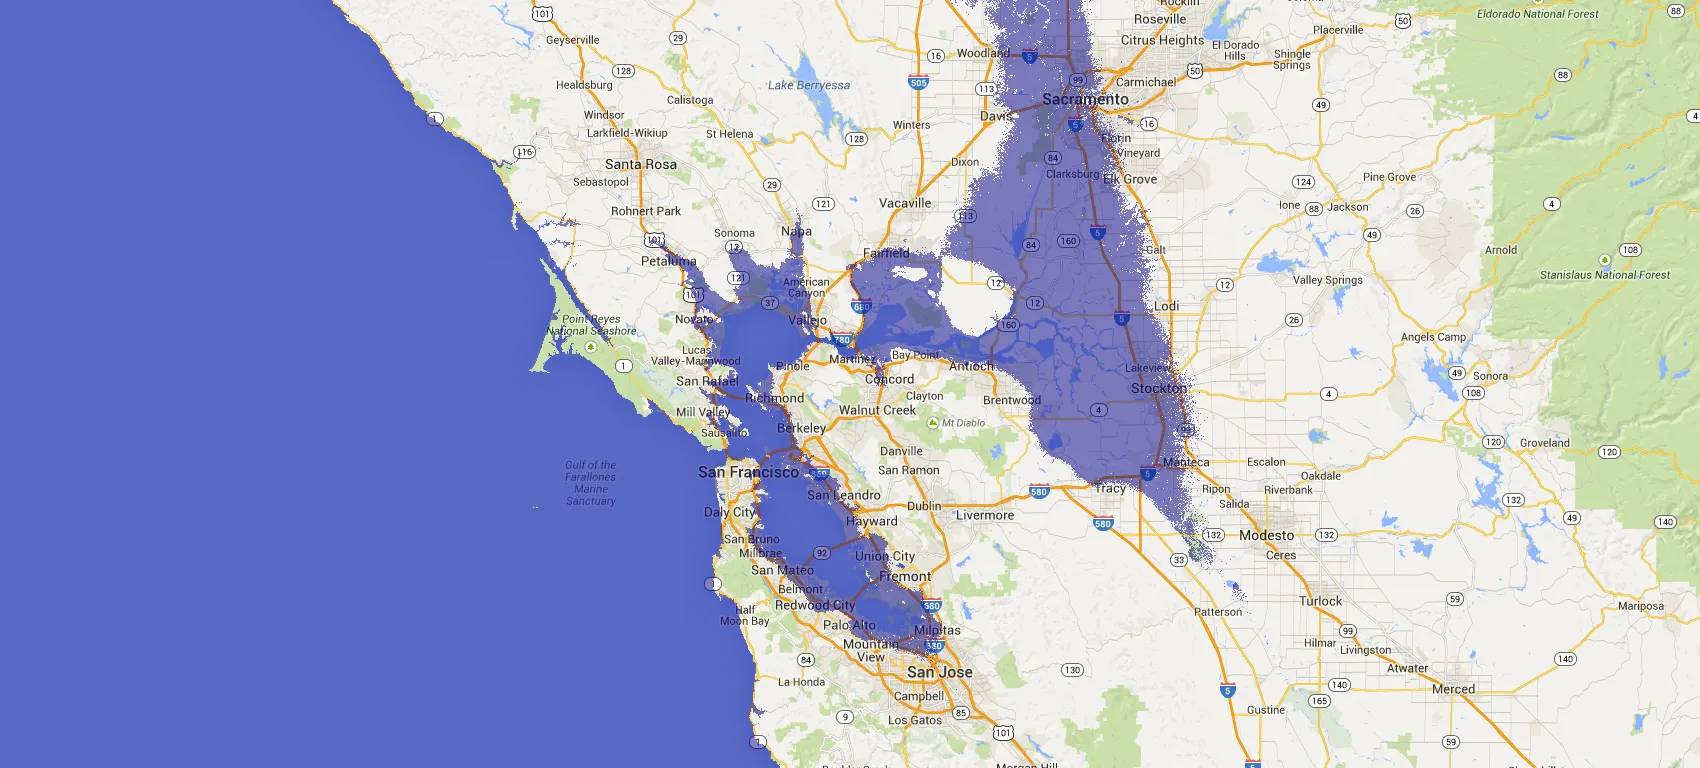 Rocklin
101
Roseville
50
88
Eldorado National Forest
Geyserville
29
Placerville
Citrus Heights
16
Woodland
5
El Dorado
Hills
Shingle
Springs
128
Healdsburg
505
Lake Berryessa
99
50
Carmichael
88
113
Calistoga
Sacramento
49
Windsor
1
Davis
4
Winters
5
16
Larkfield-Wikiup
St Helena
128
Florin
116
Vineyard
Santa Rosa
Dixon
84
Clarksburg
Elk Grove
Pine Grove
Sebastopol
29
124
121
Vacaville
Ione
88
Jackson
4
Rohnert Park
113
26
Napa
5
Sonoma
49
101
12
84
160
Galt
Arnold
108
Fairfield
Petaluma
Stanislaus National Forest
121
American
Canyon
12
Valley Springs
12
101
37
680
12
Lodi
Novato
Vallejo
5
26
Point Reyes
National Seashore
160
780
Angels Camp
Lucas
Valley-Marinwood
Martinez
Bay Point
Pinole
Antioch
1
Lakeview
49
Sonora
San Rafael
Concord
Stockton
108
Richmond
Clayton
Brentwood
4
Mill Valley
Walnut Creek
4
Mt Diablo
Sausalito
Berkeley
99
120
Groveland
Danville
120
Gulf of the
Farallones
Marine
Sanctuary
San Francisco
San Ramon
Manteca
Escalon
5
Oakdale
Tracy
580
Ripon
Riverbank
San Leandro
132
Dublin
Salida
Daly City
Livermore
Hayward
580
49
140
San Bruno
132
Modesto
132
Millbrae
92
Union City
Ceres
33
San Mateo
Fremont
1
Belmont
Redwood City
680
Half
Moon Bay
Patterson
Turlock
59
Mariposa
Palo Alto
Milpitas
99
Mountain
View
Hilmar
Livingston
84
San Jose
130
Atwater
140
La Honda
5
140
Merced
Campbell
165
9
Los Gatos
85
Gustine
101
1
59
5
Morgan Hill